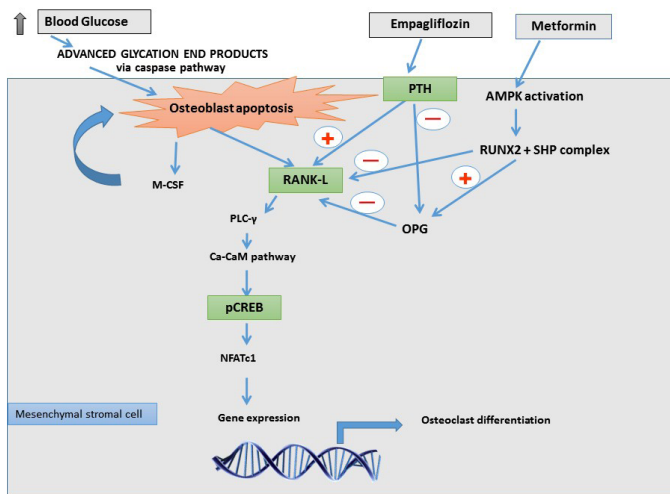 Blood Glucose
Empagliflozin
Metformin
ADVANCED GLYCATION END PRODUCTS
via caspase pathway
PTH
AMPK activation
Osteoblast apoptosis
RUNX2 + SHP complex
M-CSF
RANK-L
PLC-γ
OPG
Ca-CaM pathway
pCREB
NFATc1
Mesenchymal stromal cell
Gene expression
Osteoclast differentiation